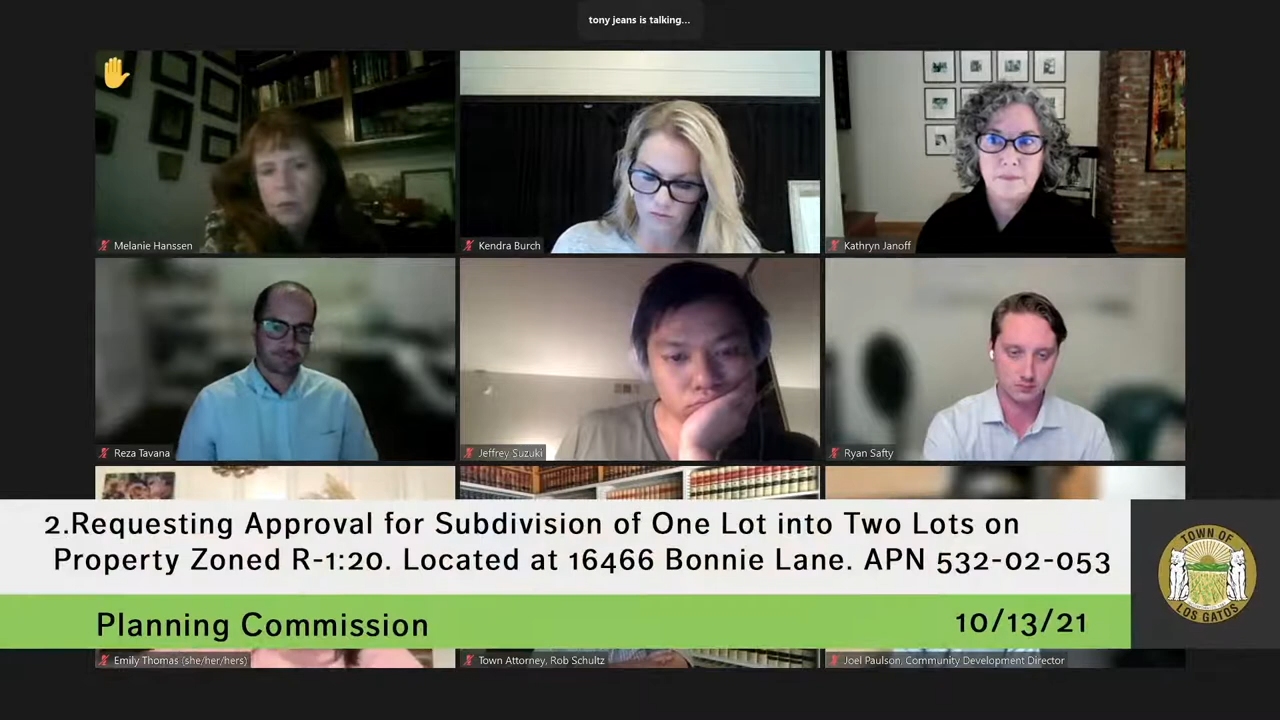 tony jeans is talking...
Melanie Hanssen
Kendra Burch
Kathryn Janoff
Reza Tavana
Jeffrey Suzuki
Ryan Safty
2.Requesting Approval for Subdivision of One Lot into Two Lots on
Property Zoned R-1:20. Located at 16466 Bonnie Lane. APN 532-02-053
TOWN OF
LOS GATOS
Planning Commission
10/13/21
Emily Thomas (she/her/hers)
Town Attorney, Rob Schultz
Joel Paulson, Community Development Director